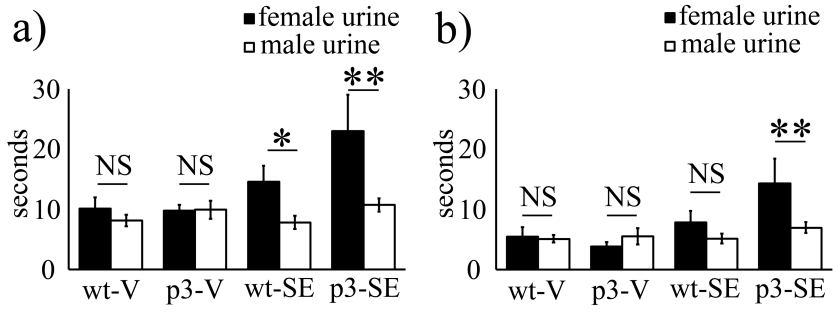 a)
female urine
male urine
seconds
30
20
10
0
NS
NS
*
**
wt-V
p3-V
wt-SE
p3-SE
b)
female urine
male urine
seconds
30
20
10
0
NS
NS
NS
**
wt-V
p3-V
wt-SE
p3-SE